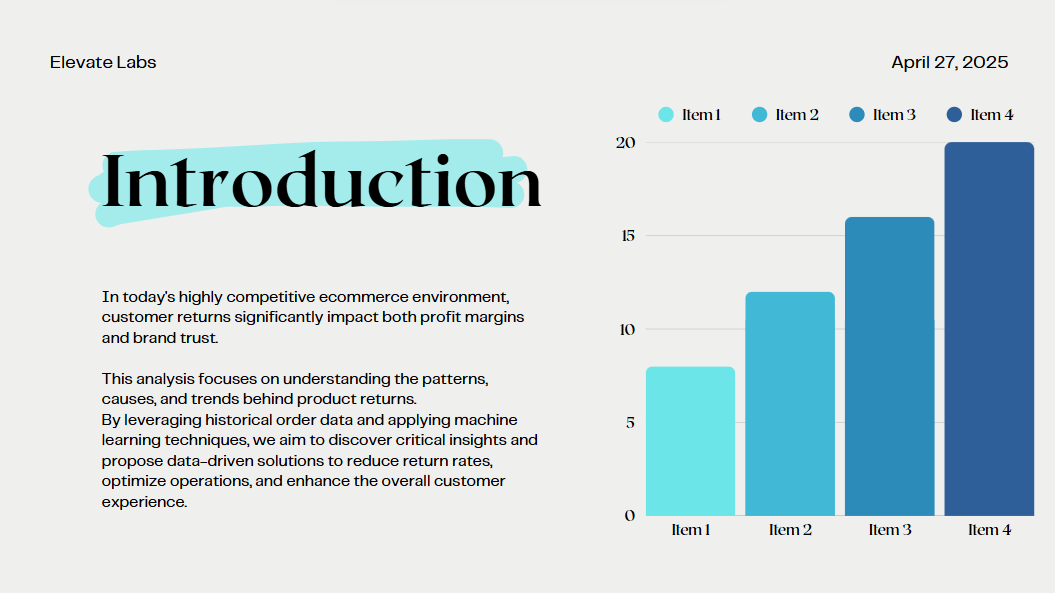 Elevate Labs
April 27, 2025
Introduction
In today's highly competitive ecommerce environment,
customer returns significantly impact both profit margins
and brand trust.
This analysis focuses on understanding the patterns,
causes, and trends behind product returns.
By leveraging historical order data and applying machine
learning techniques, we aim to discover critical insights and
propose data-driven solutions to reduce return rates,
optimize operations, and enhance the overall customer
experience.
Item 1 Item 2 Item 3 Item 4
20
15
10
5
0
Item 1 Item 2 Item 3 Item 4